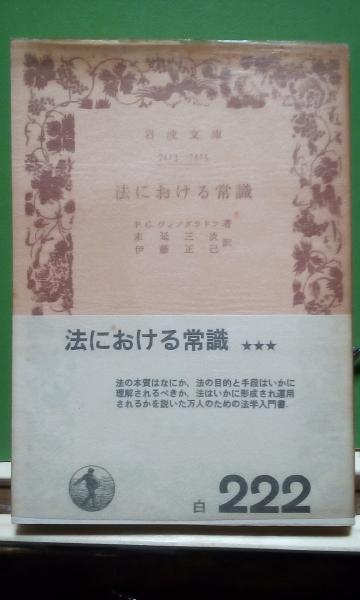 岩波文庫
7413-7415
法における常識
P.G.ヴィノグラドフ著
末延三次
伊藤正己訳
法における常識 ★★★
法の本質はなにか、法の目的と手段はいかに
理解されるべきか、法はいかに形成され運用
されるかを説いた万人のための法学入門書.
白 222